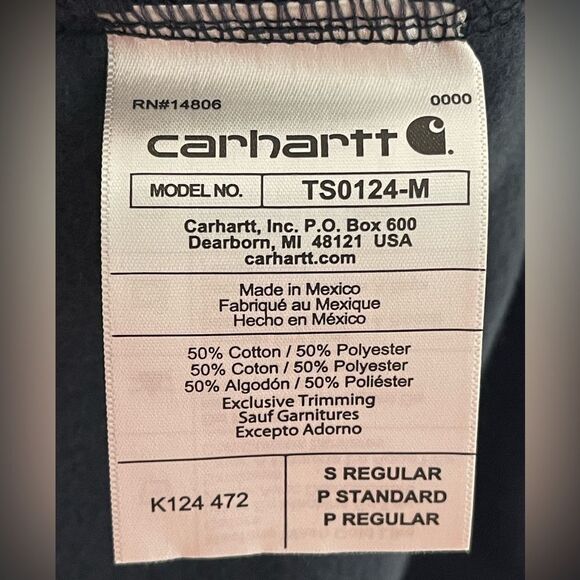 RN#14806 0000
carhartt
MODEL NO. TS0124-M
Carhartt, Inc. P.O. Box 600
Dearborn, MI 48121 USA
carhartt.com
Made in Mexico
Fabriqué au Mexique
Hecho en México
50% Cotton / 50% Polyester
50% Coton / 50% Polyester
50% Algodón / 50% Poliéster
Exclusive Trimming
Sauf Garnitures
Excepto Adorno
K124 472
S REGULAR
P STANDARD
P REGULAR